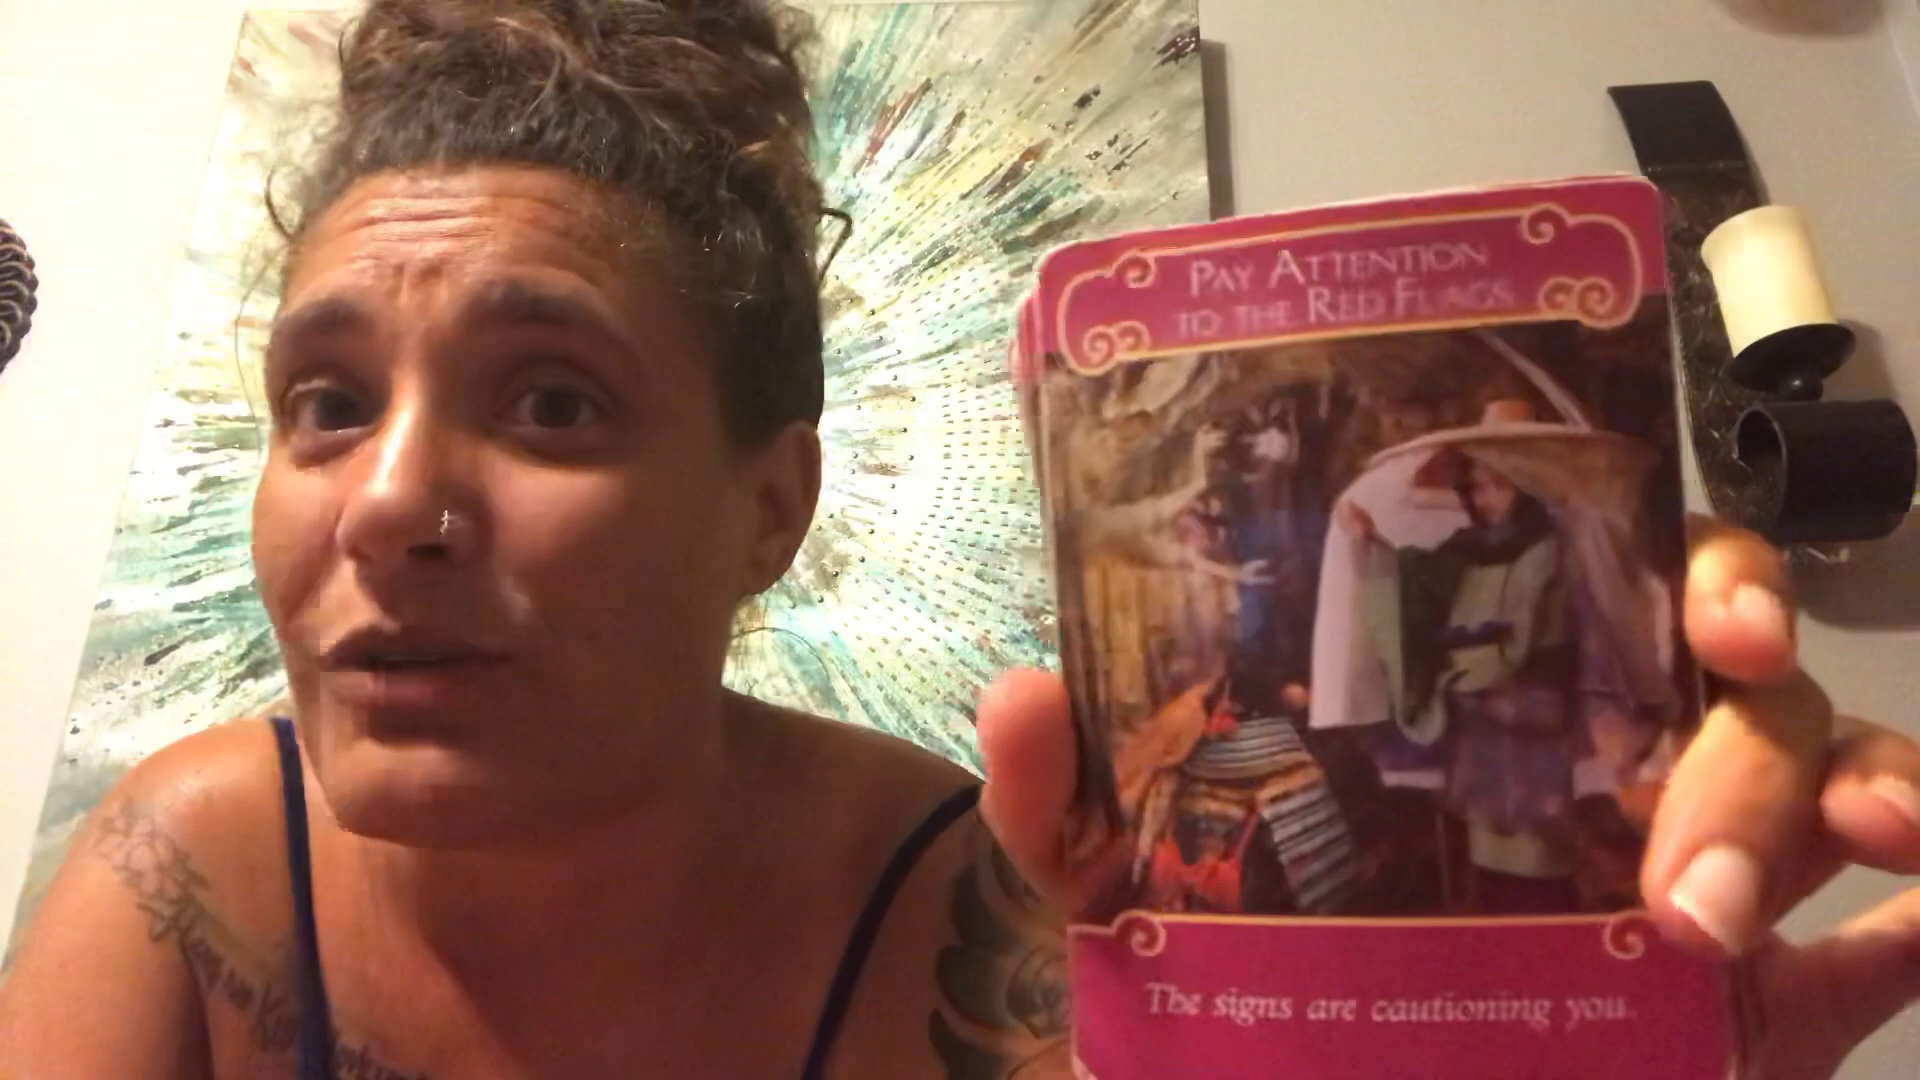 PAY ATTENTION
TO THE RED FLAGS
The signs are cautioning you.